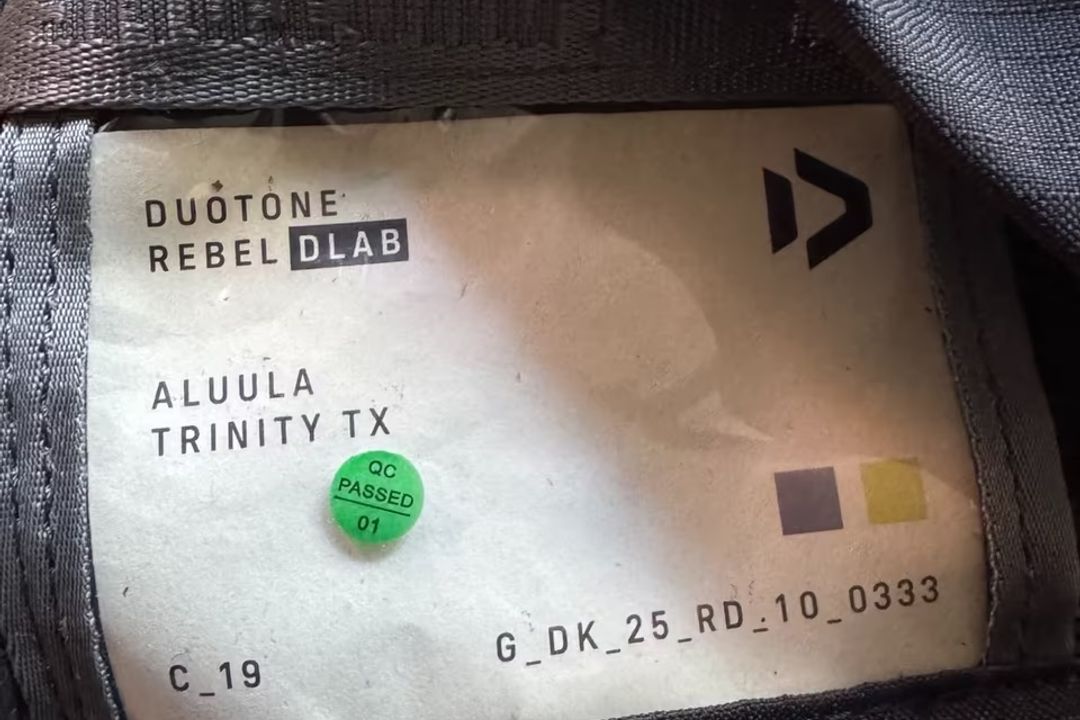 DUOTONE
REBEL DLAB
ALUULA
TRINITY TX
QC
PASSED
01
G_DK_25_RD_10_0333
C_19